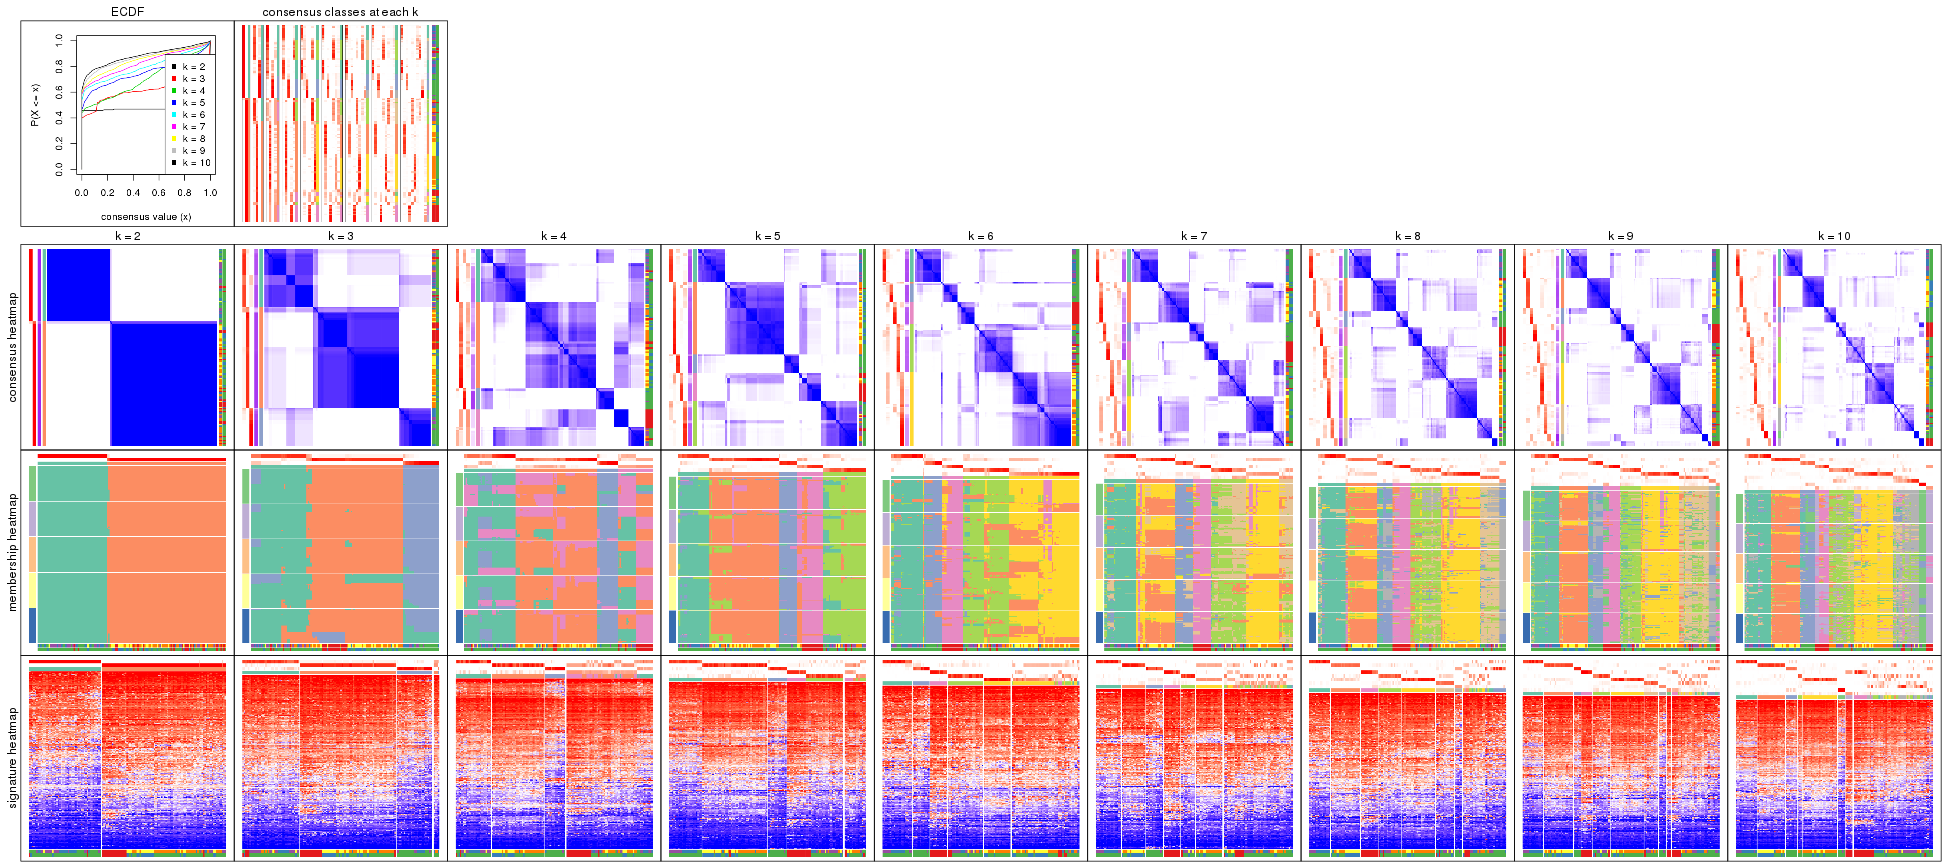 ECDF
consensus classes at each k
P(X <= x)
0.0 0.2 0.4 0.6 0.8 1.0
k = 2
k = 3
k = 4
k = 5
k = 6
k = 7
k = 8
k = 9
k = 10
0.0 0.2 0.4 0.6 0.8 1.0
consensus value (x)
k = 2 k = 3 k = 4 k = 5 k = 6 k = 7 k = 8 k = 9 k = 10
consensus heatmap
membership heatmap
signature heatmap